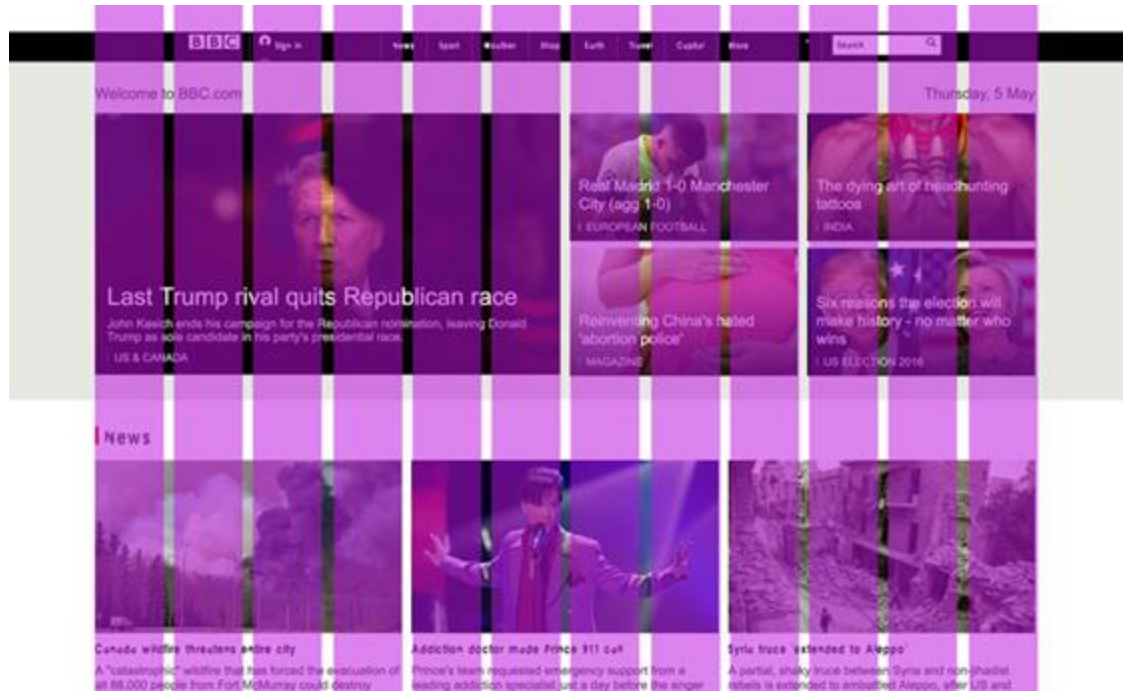 BBC Sign in News Sport Weather Shop Earth Travel Capital More Search
Welcome to BBC.com Thursday, 5 May
Last Trump rival quits Republican race
John Kasich ends his campaign for the Republican nomination, leaving Donald
Trump as sole candidate in his party's presidential race.
US & CANADA
Real Madrid 1-0 Manchester
City (agg 1-0)
EUROPEAN FOOTBALL
The dying art of headhunting
tattoos
INDIA
Reinventing China's hated
'abortion police'
MAGAZINE
Six reasons the election will
make history - no matter who
wins
US ELECTION 2016
News
Canada wildfire threatens entire city
A "catastrophic" wildfire that has forced the evacuation of
all 88,000 people from Fort McMurray could destroy
Addiction doctor made Prince 911 call
Prince's team requested emergency support from a
leading addiction specialist just a day before the singer
Syria truce 'extended to Aleppo'
A partial, shaky truce between Syria and non-jihadist
rebels is extended to embattled Aleppo, after US and